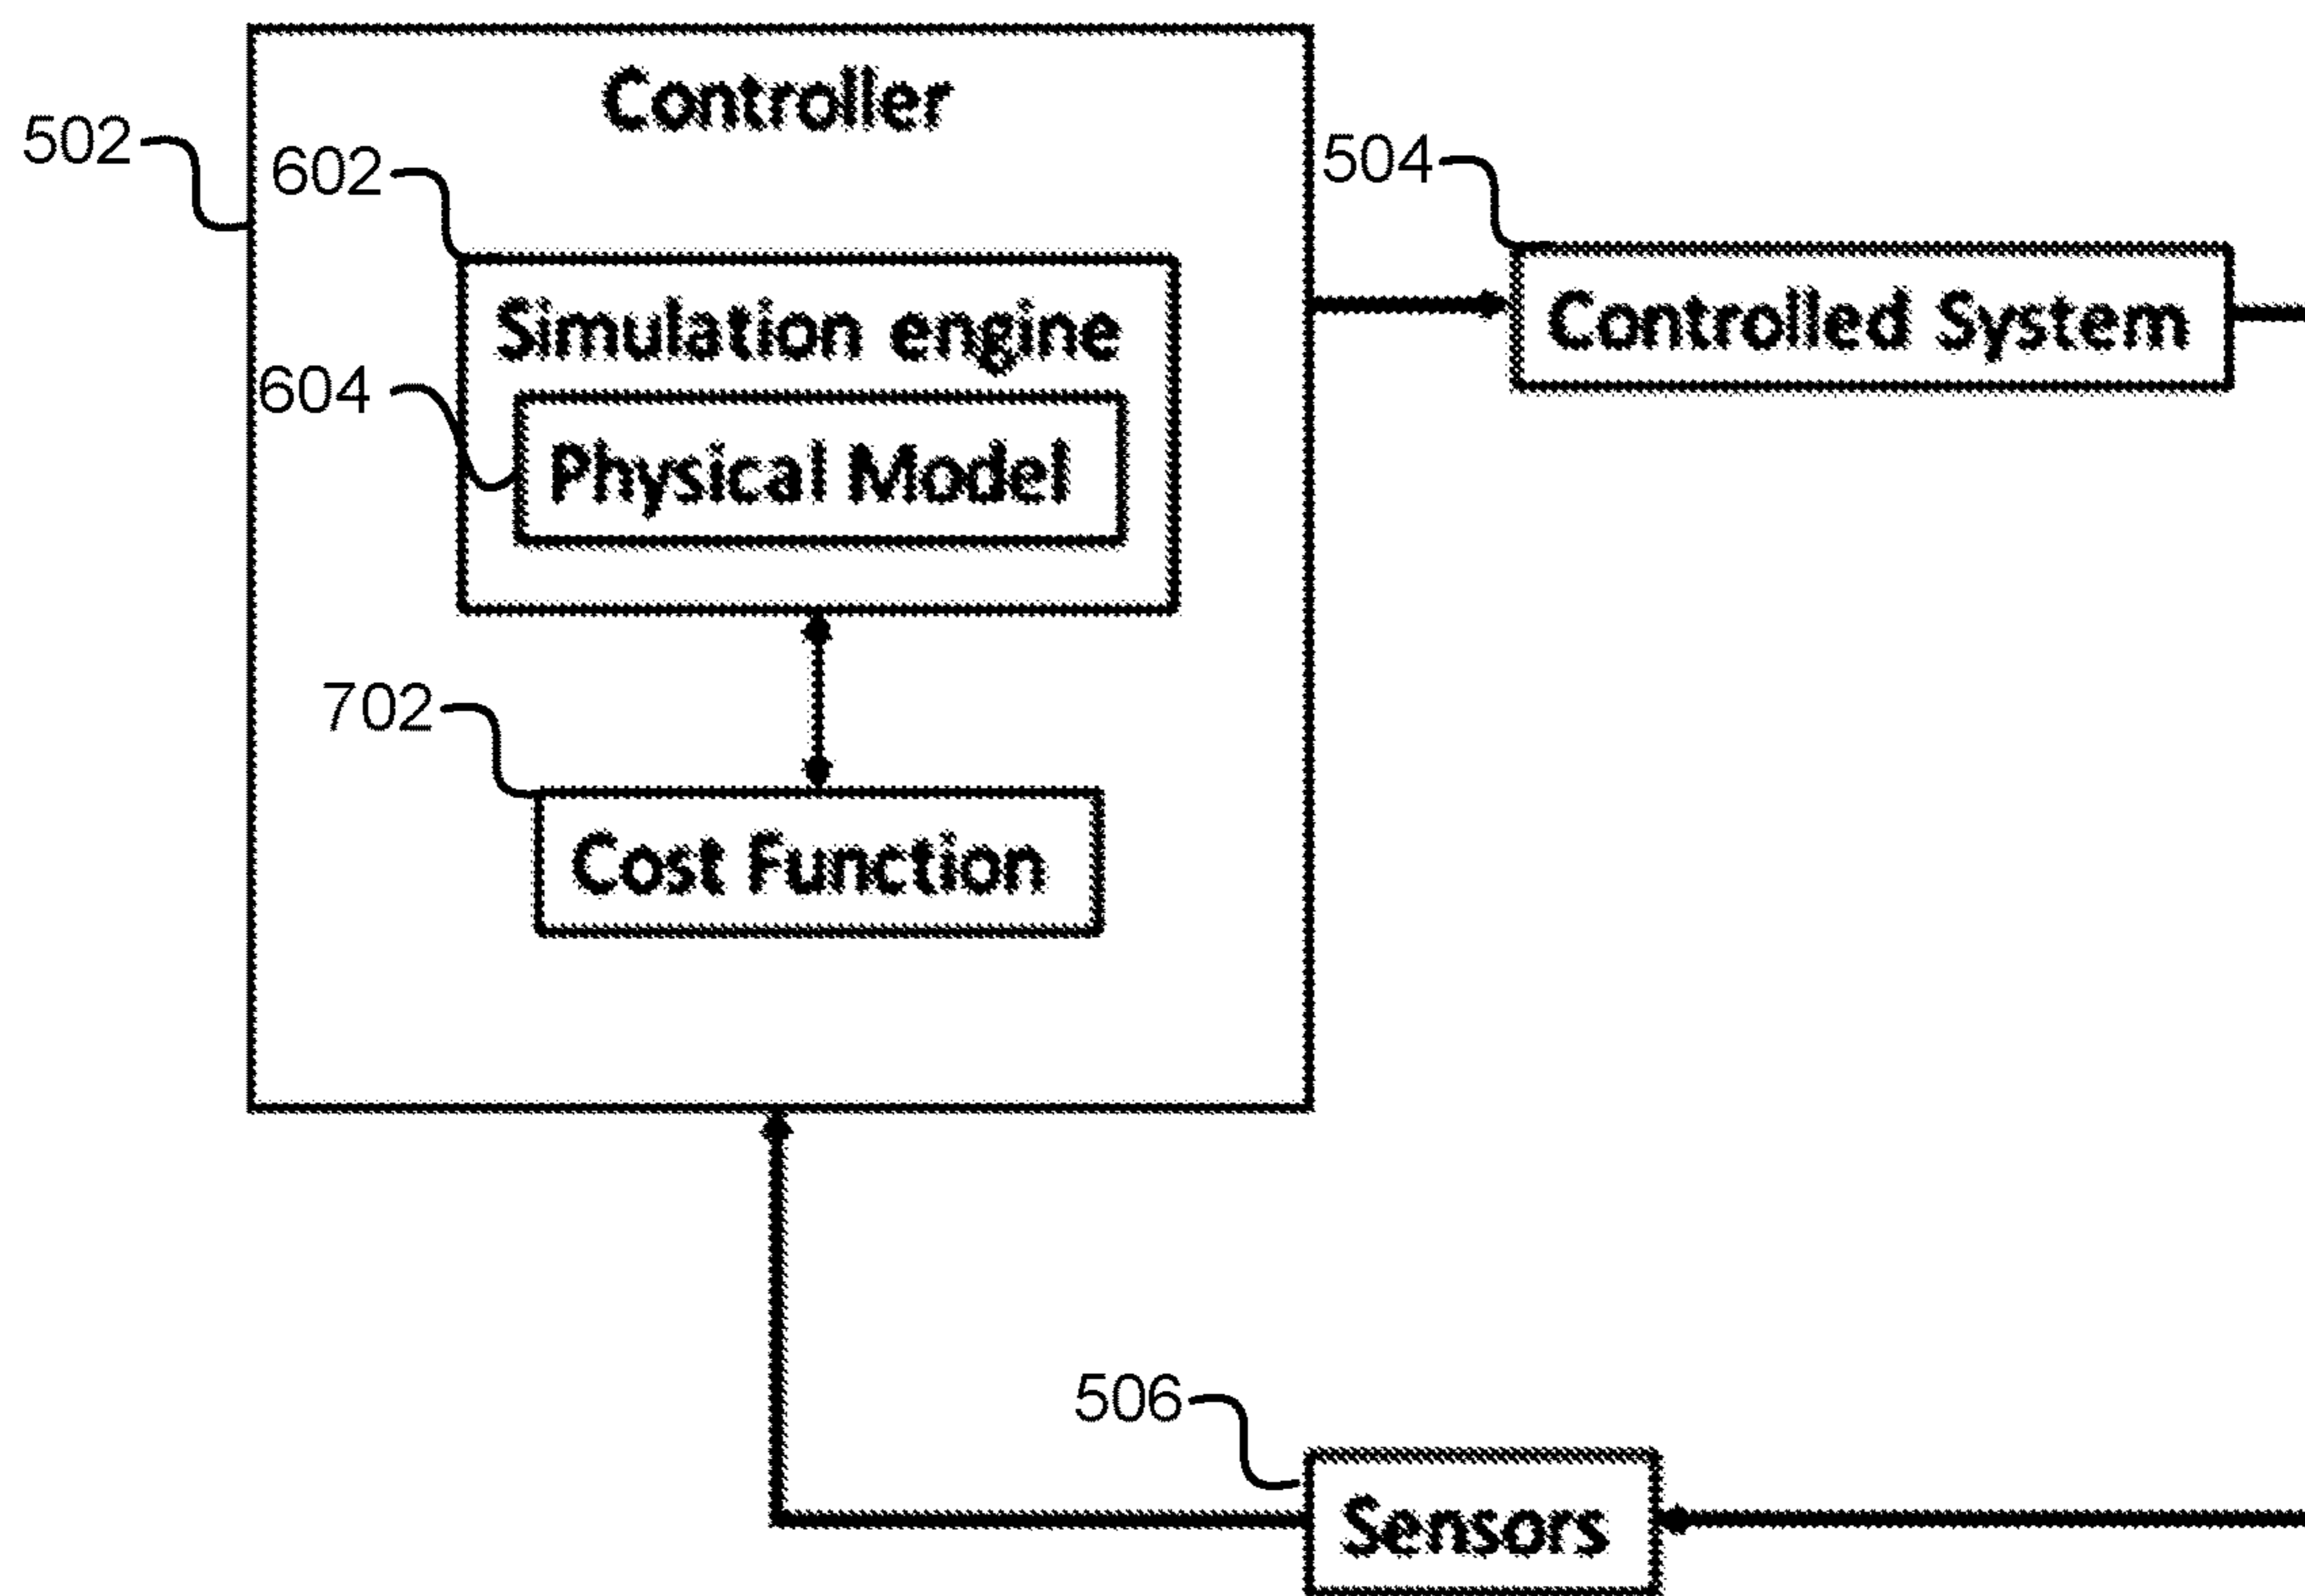 Controller
502
602
504
Simulation engine
Controlled System
604
Physical Model
702
Cost Function
506
Sensors